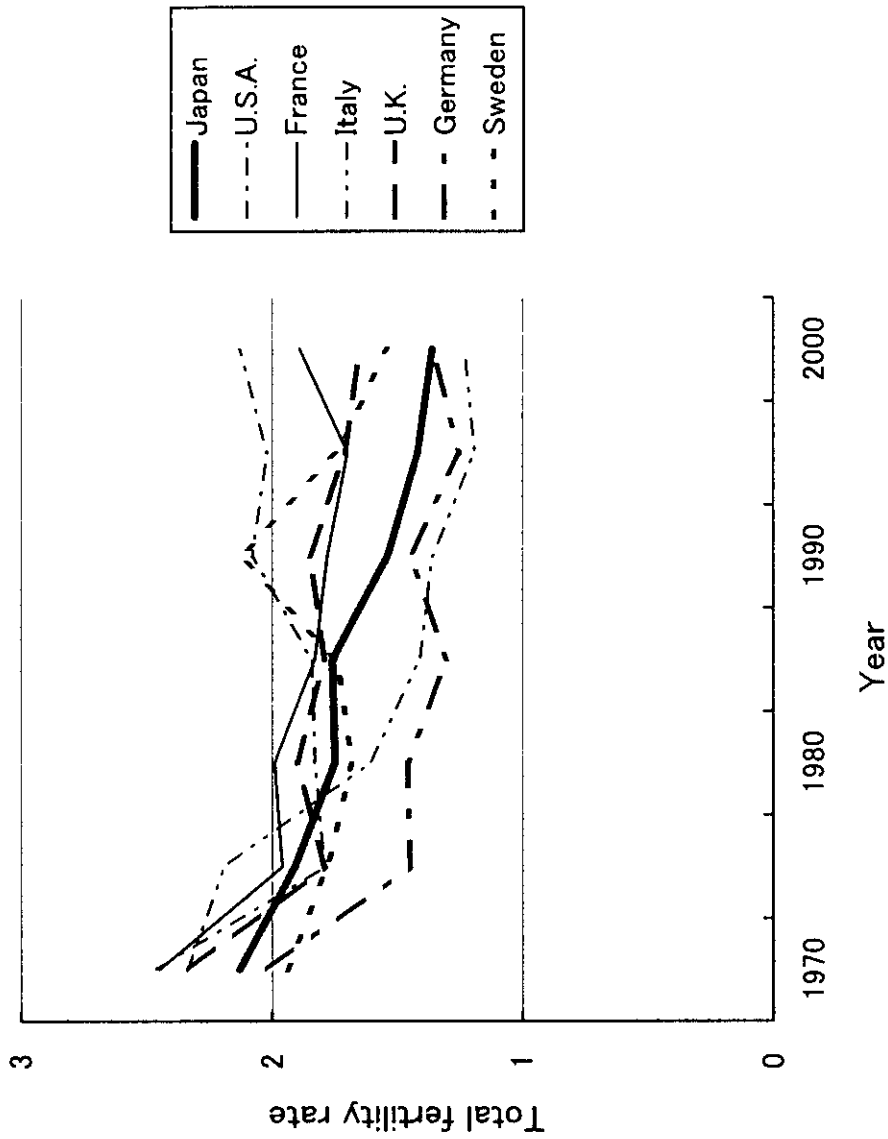 Total fertility rate
3
2
1
0
1970
1980
1990
2000
Year
Japan
U.S.A.
France
Italy
U.K.
Germany
Sweden